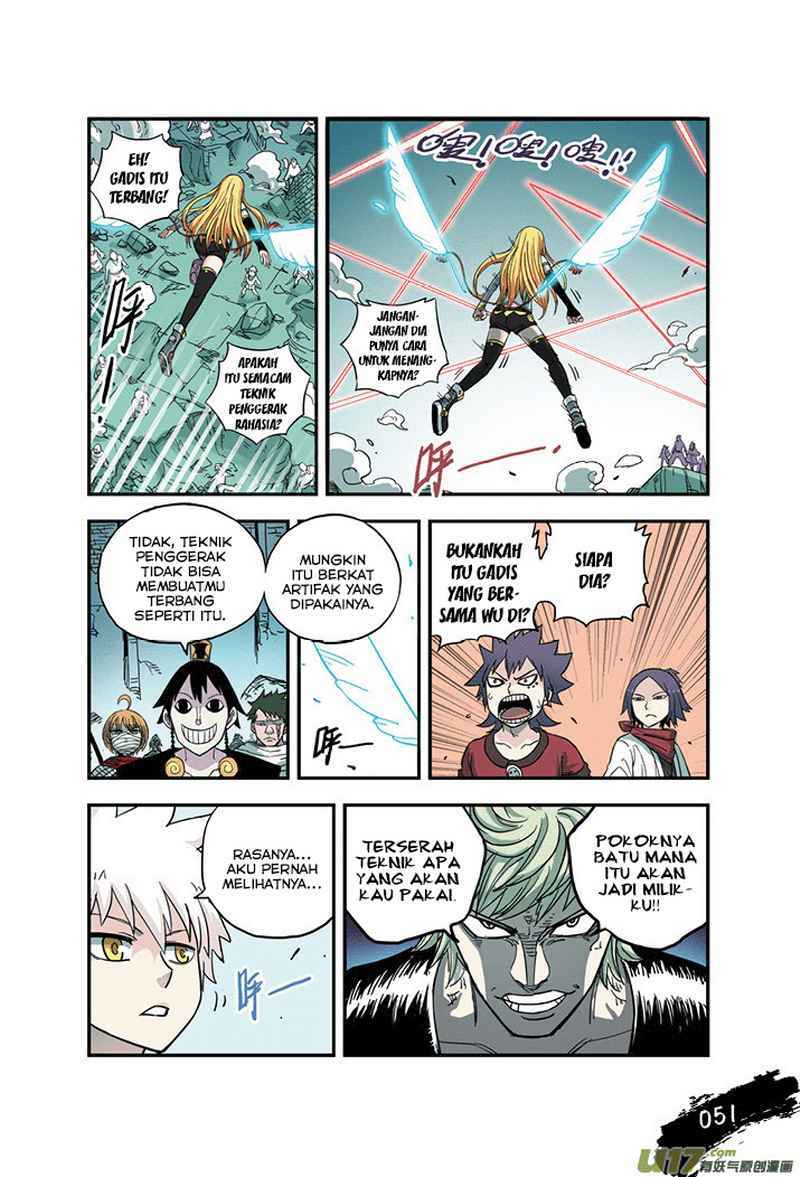 EH!
GADIS ITU
TERBANG!
呼
APAKAH
ITU SEMACAM
TEKNIK
PENGGERAK
RAHASIA?
JANGAN-
JANGAN DIA
PUNYA CARA
UNTUK MENANG-
KAPNYA?
呼
TIDAK, TEKNIK
PENGGERAK
TIDAK BISA
MEMBUATMU
TERBANG
SEPERTI ITU.
MUNGKIN
ITU BERKAT
ARTIFAK YANG
DIPAKAINYA.
呼
BUKANKAH
ITU GADIS
YANG BER-
SAMA WU DI?
SIAPA
DIA?
RASANYA...
AKU PERNAH
MELIHATNYA...
呼
TERSERAH
TEKNIK APA
YANG AKAN
KAU PAKAI.
POKOKNYA
BATU MANA
ITU AKAN
JADI MILIK-
KU!!
051
U17.com
有妖气原创漫画